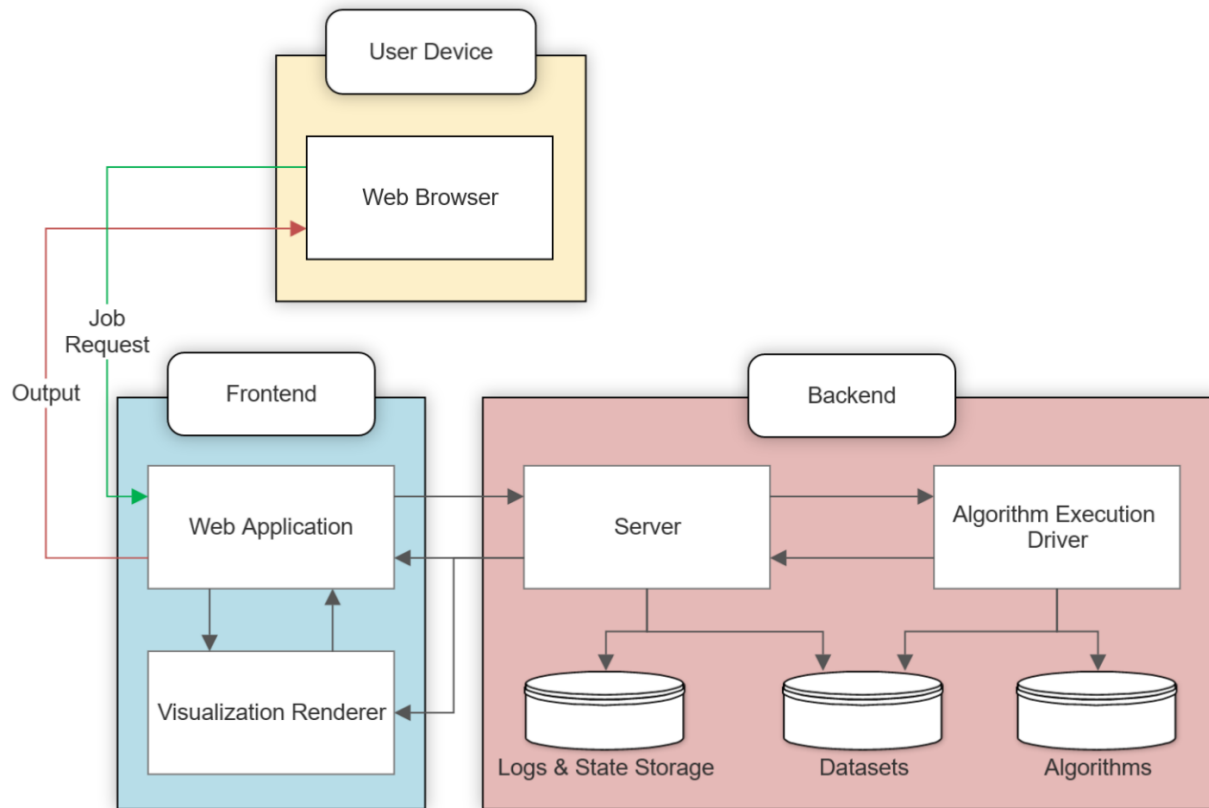 User Device
Web Browser
Job
Request
Output
Frontend
Backend
Web Application
Server
Algorithm Execution
Driver
Visualization Renderer
Logs & State Storage
Datasets
Algorithms